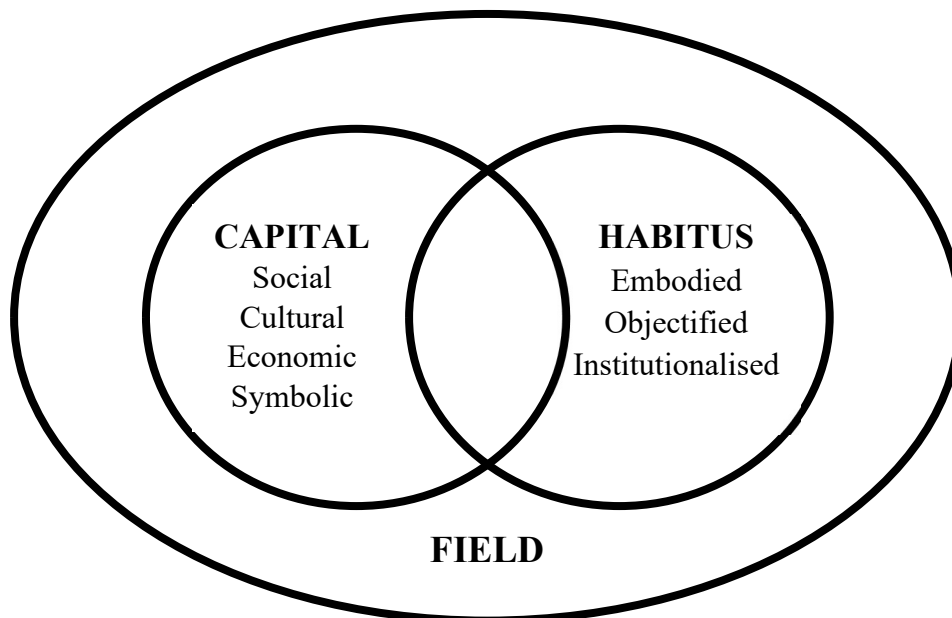 CAPITAL
Social
Cultural
Economic
Symbolic
HABITUS
Embodied
Objectified
Institutionalised
FIELD